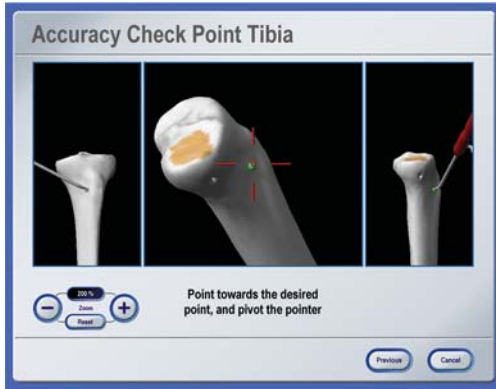 Accuracy Check Point Tibia
200 %
Zoom
Reset
Point towards the desired
point, and pivot the pointer
Previous
Cancel